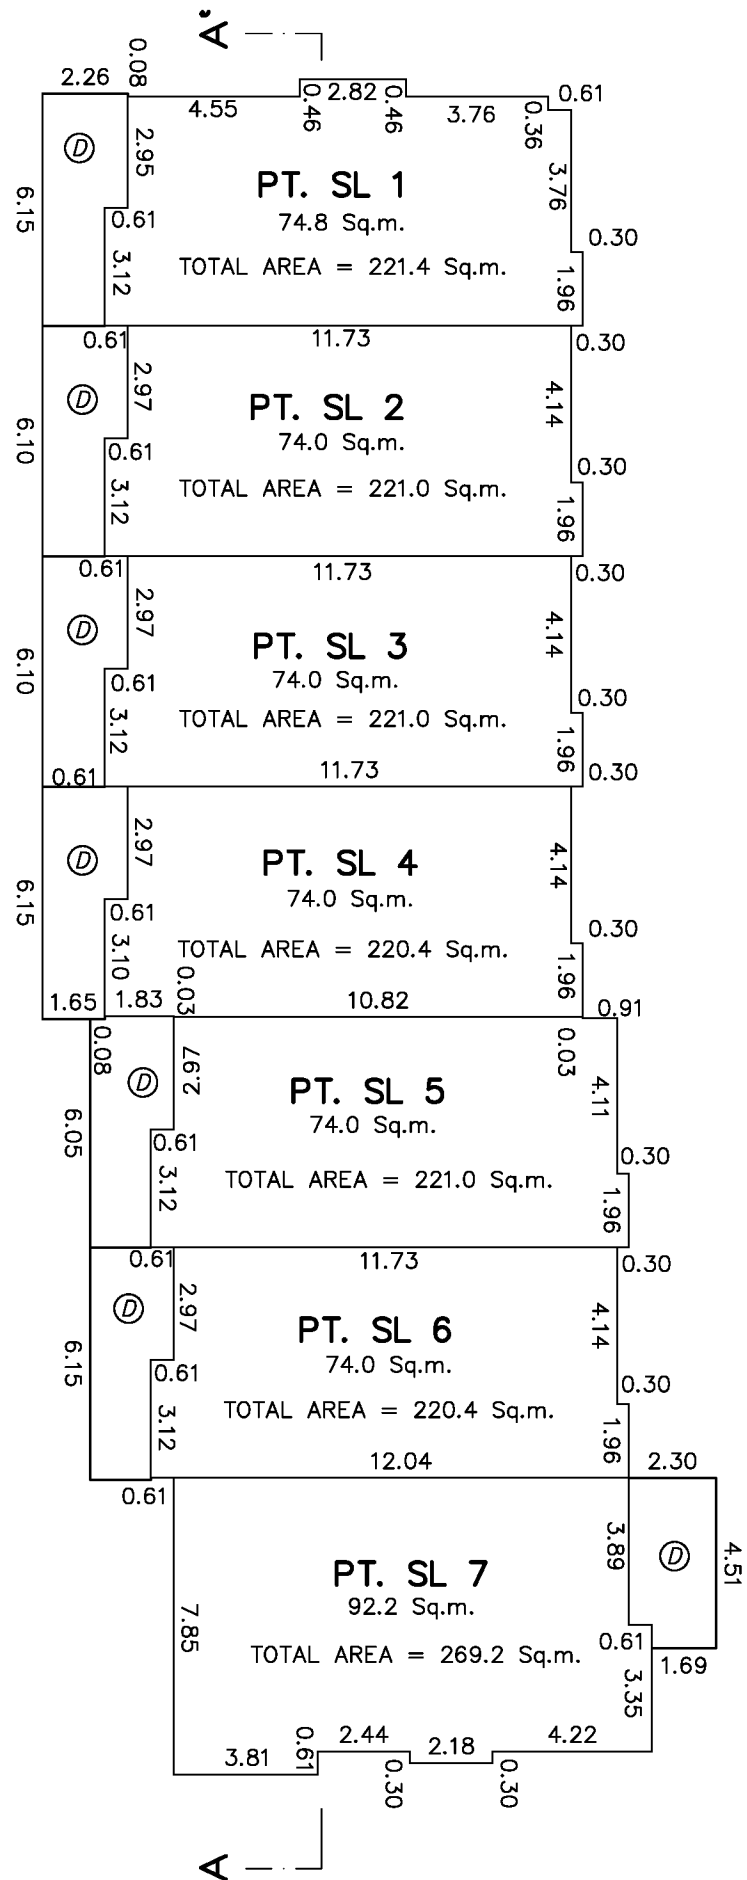 A'
2.26
0.08
4.55
0.46
2.82
0.46
3.76
0.36
0.61
D
2.95
3.76
PT. SL 1
6.15
0.61
74.8 Sq.m.
0.30
3.12
TOTAL AREA = 221.4 Sq.m.
1.96
0.61
11.73
0.30
D
2.97
4.14
PT. SL 2
6.10
0.61
74.0 Sq.m.
0.30
3.12
TOTAL AREA = 221.0 Sq.m.
1.96
0.61
11.73
0.30
D
2.97
4.14
PT. SL 3
6.10
0.61
74.0 Sq.m.
0.30
3.12
TOTAL AREA = 221.0 Sq.m.
1.96
0.61
11.73
0.30
D
2.97
4.14
PT. SL 4
6.15
0.61
74.0 Sq.m.
0.30
3.10
TOTAL AREA = 220.4 Sq.m.
1.96
1.65
1.83
0.03
10.82
0.91
0.08
0.03
D
2.97
4.11
PT. SL 5
6.05
0.61
74.0 Sq.m.
0.30
3.12
TOTAL AREA = 221.0 Sq.m.
1.96
0.61
11.73
0.30
D
2.97
4.14
PT. SL 6
6.15
0.61
74.0 Sq.m.
0.30
3.12
TOTAL AREA = 220.4 Sq.m.
1.96
0.61
12.04
2.30
3.89
D
4.51
PT. SL 7
92.2 Sq.m.
7.85
0.61
TOTAL AREA = 269.2 Sq.m.
1.69
3.35
3.81
0.61
2.44
0.30
2.18
0.30
4.22
A